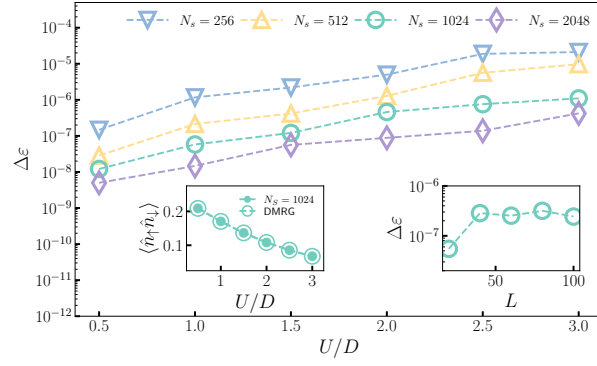 N_s = 256 N_s = 512 N_s = 1024 N_s = 2048
10^{-4}
10^{-5}
10^{-6}
10^{-7}
10^{-8}
10^{-9}
10^{-10}
10^{-11}
10^{-12}
Δε
0.5 1.0 1.5 2.0 2.5 3.0
U/D
⟨n̂↑n̂↓⟩
0.2
0.1
N_S = 1024
DMRG
1 2 3
U/D
Δε
10^{-6}
10^{-7}
50 100
L